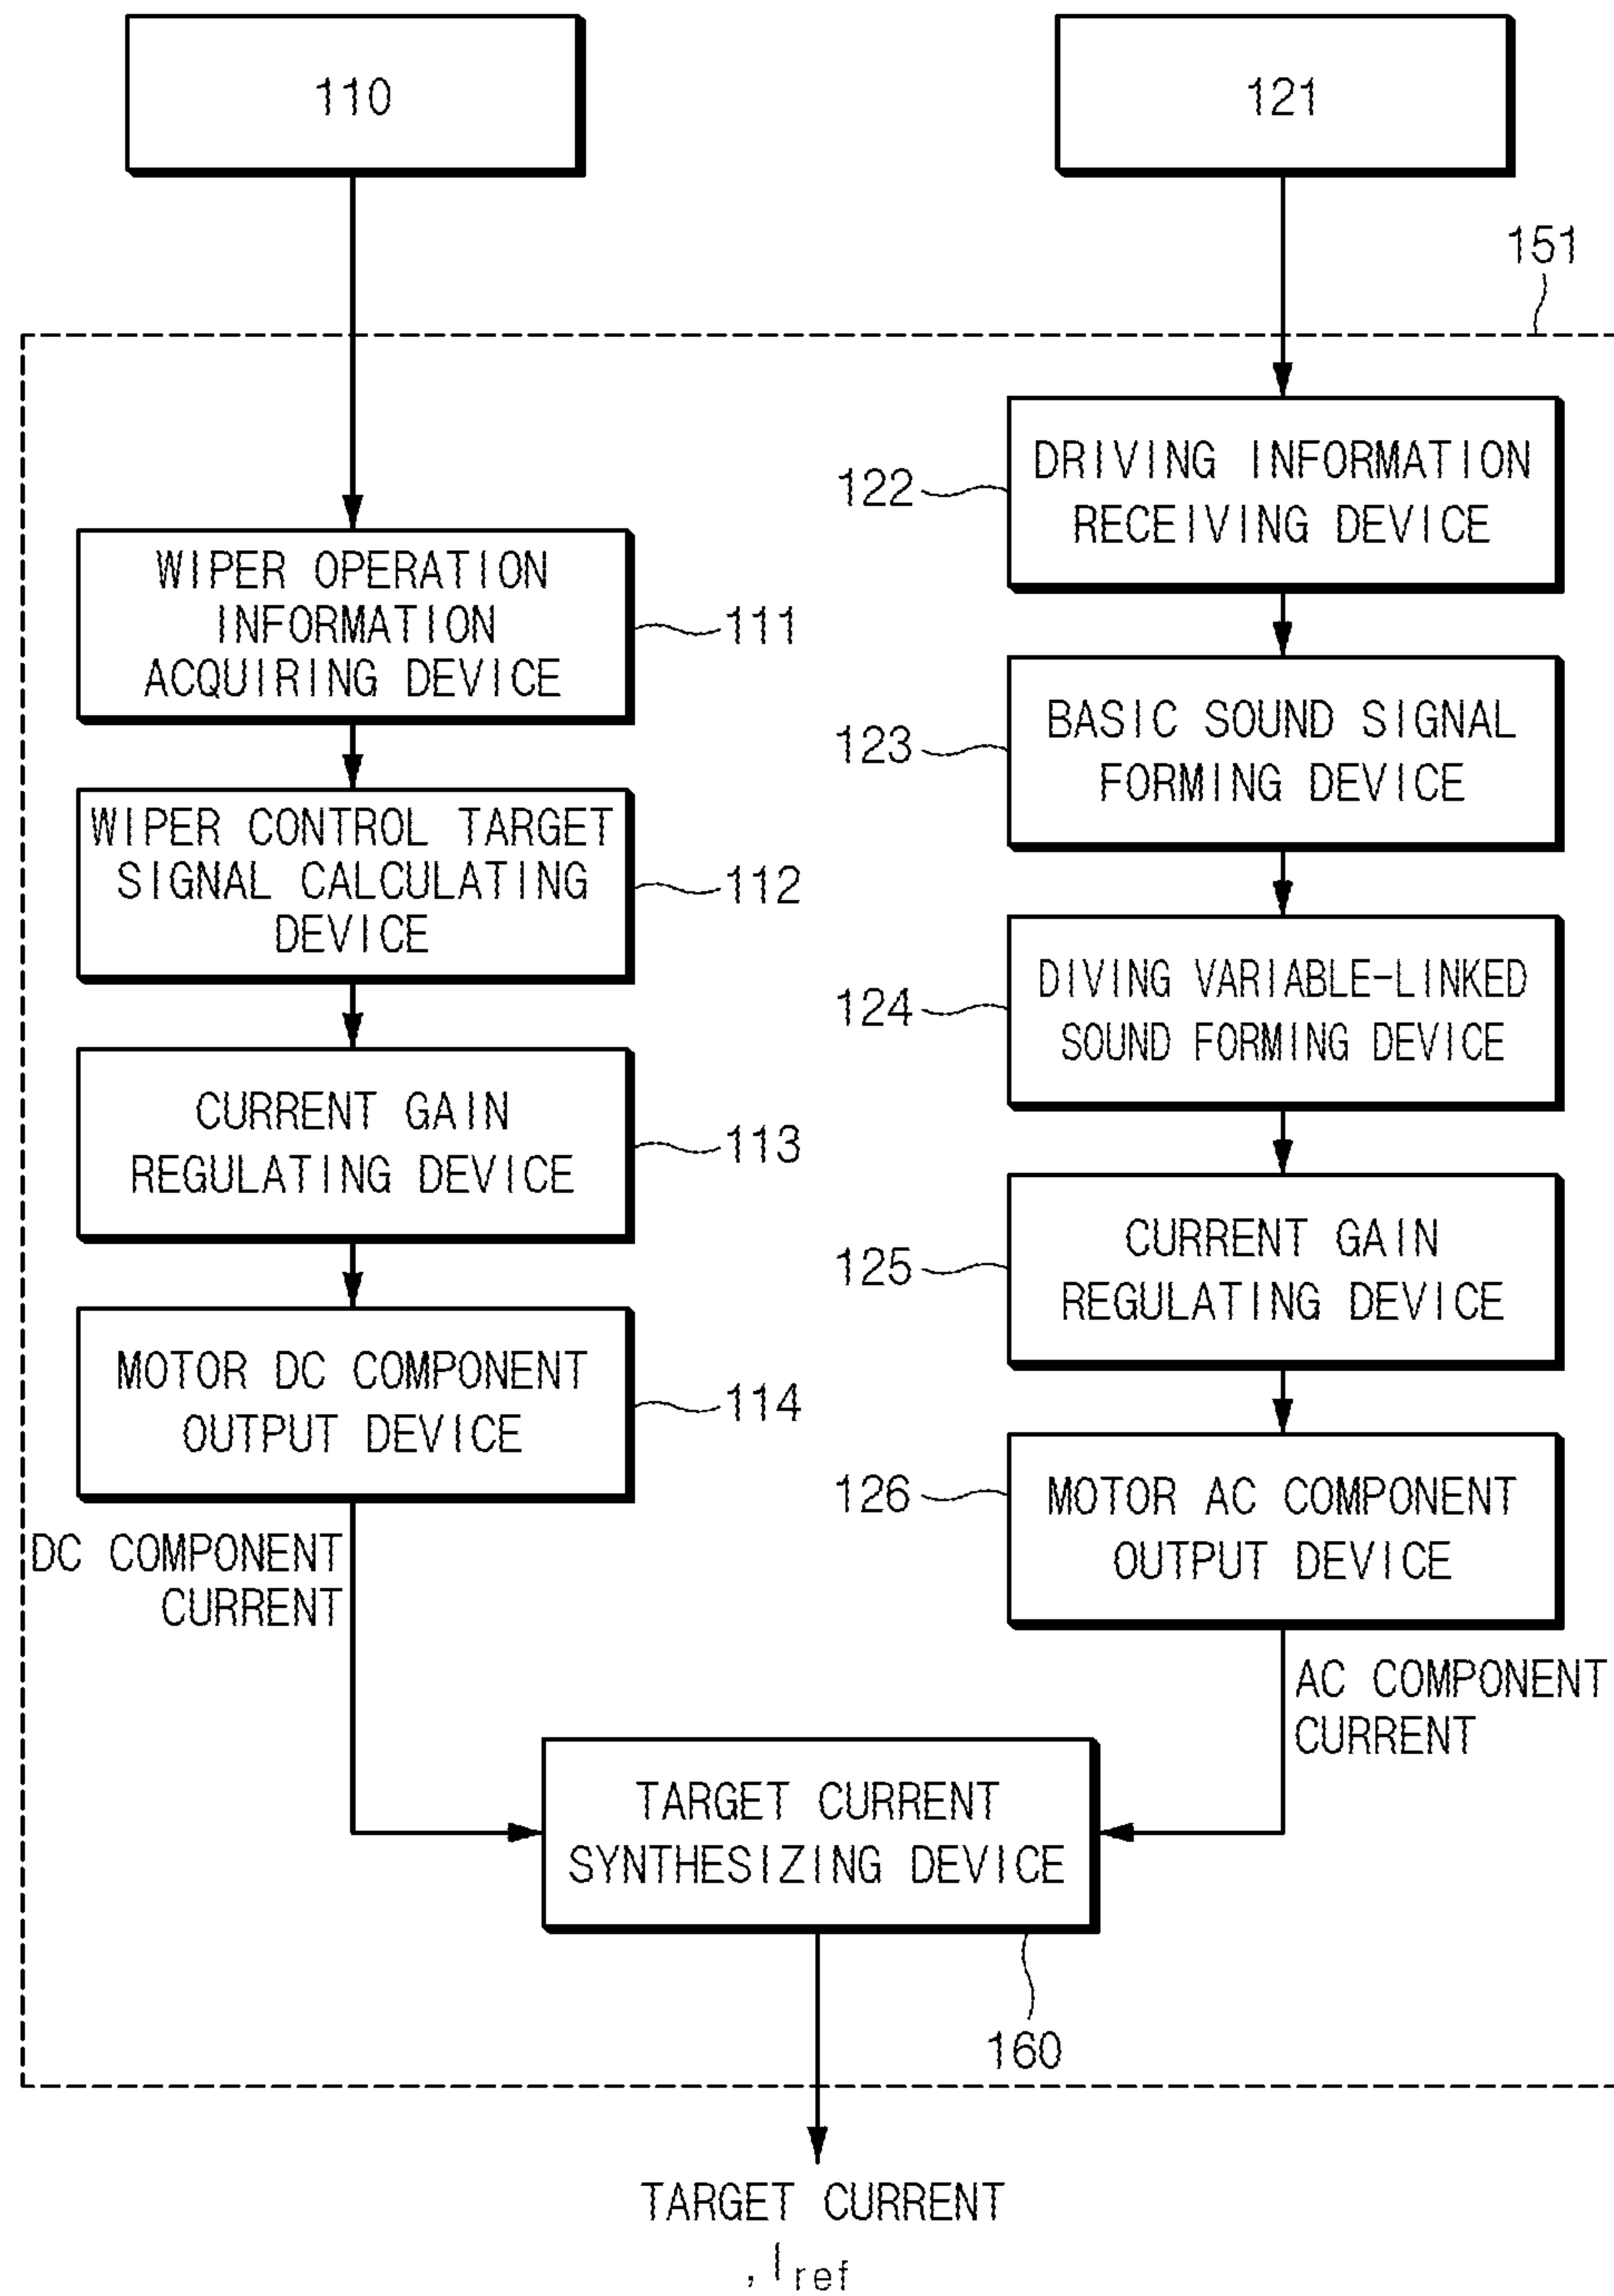 110
121
151
DRIVING INFORMATION
RECEIVING DEVICE
122
WIPER OPERATION
INFORMATION
ACQUIRING DEVICE
111
BASIC SOUND SIGNAL
FORMING DEVICE
123
WIPER CONTROL TARGET
SIGNAL CALCULATING
DEVICE
112
DIVING VARIABLE-LINKED
SOUND FORMING DEVICE
124
CURRENT GAIN
REGULATING DEVICE
113
CURRENT GAIN
REGULATING DEVICE
125
MOTOR DC COMPONENT
OUTPUT DEVICE
114
MOTOR AC COMPONENT
OUTPUT DEVICE
126
DC COMPONENT
CURRENT
AC COMPONENT
CURRENT
TARGET CURRENT
SYNTHESIZING DEVICE
160
TARGET CURRENT
, Iref